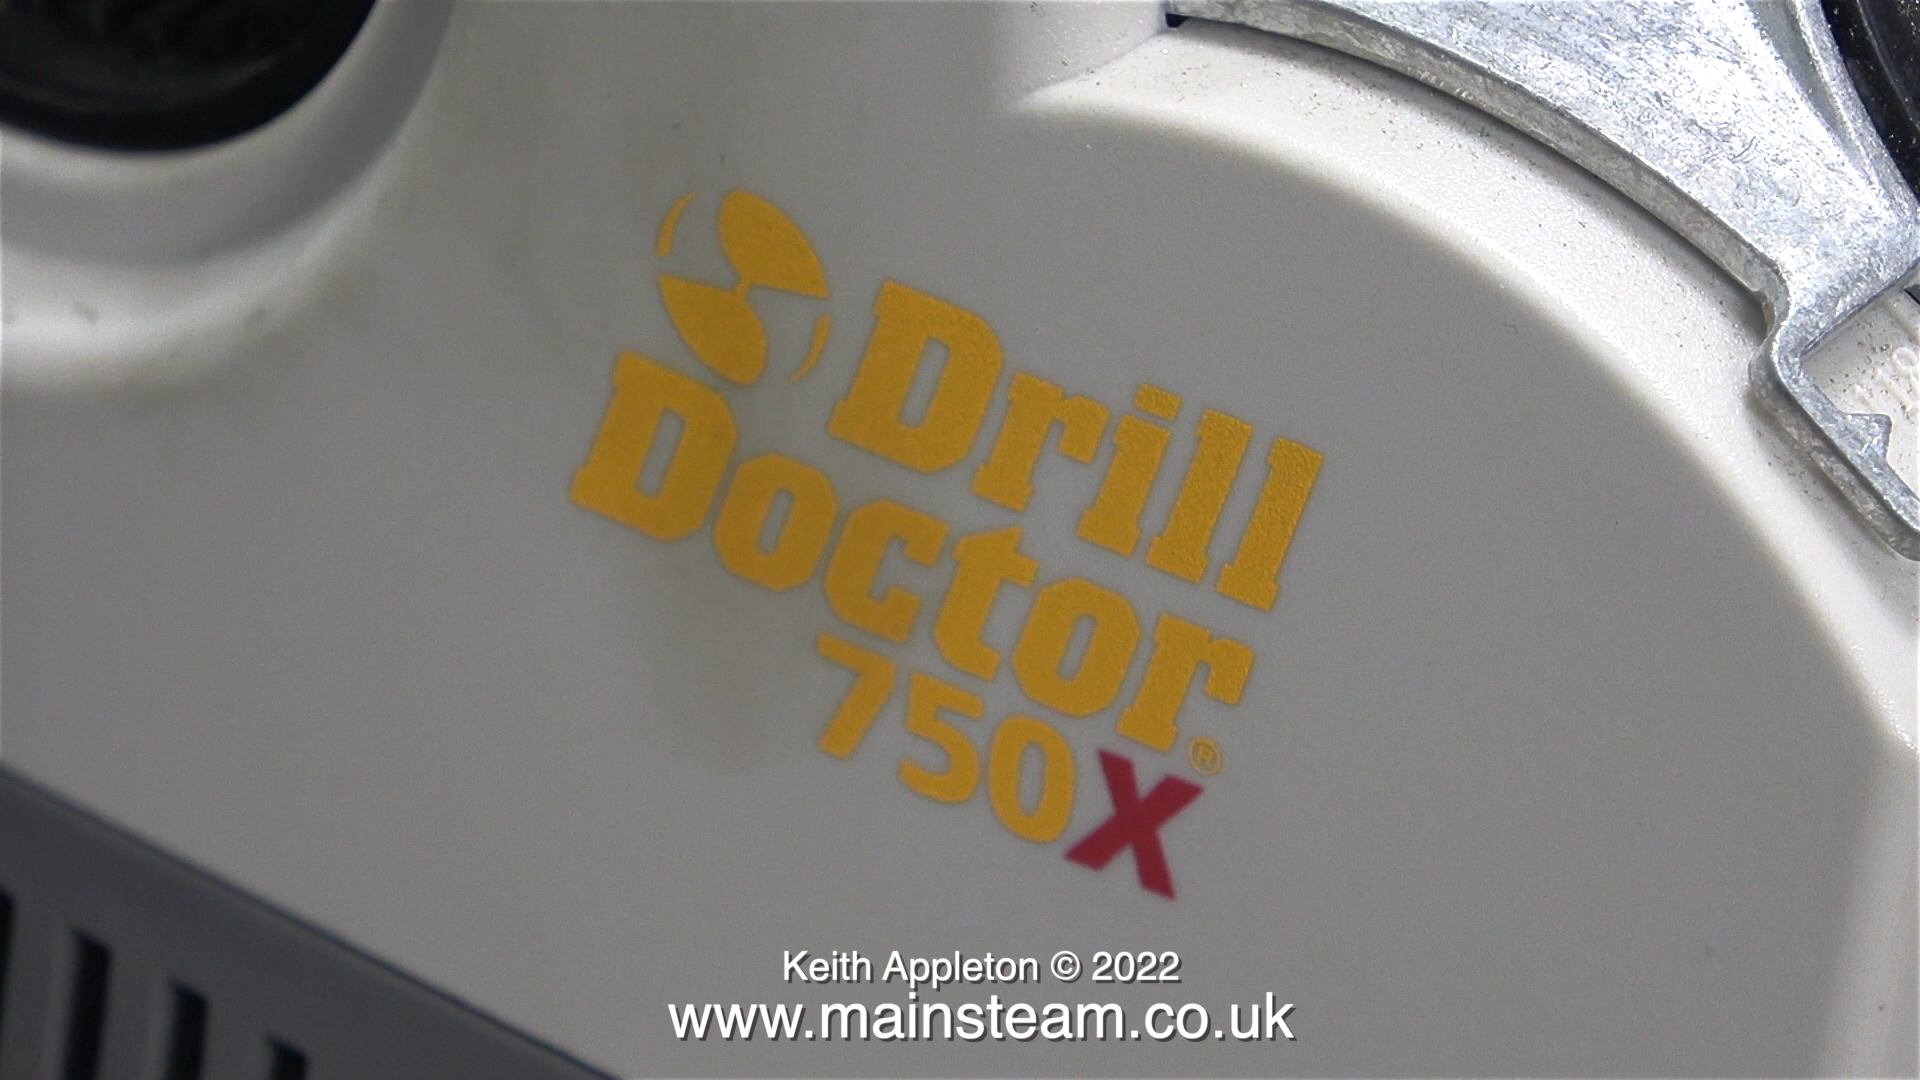 Drill
Doctor®
750X
Keith Appleton © 2022
www.mainsteam.co.uk